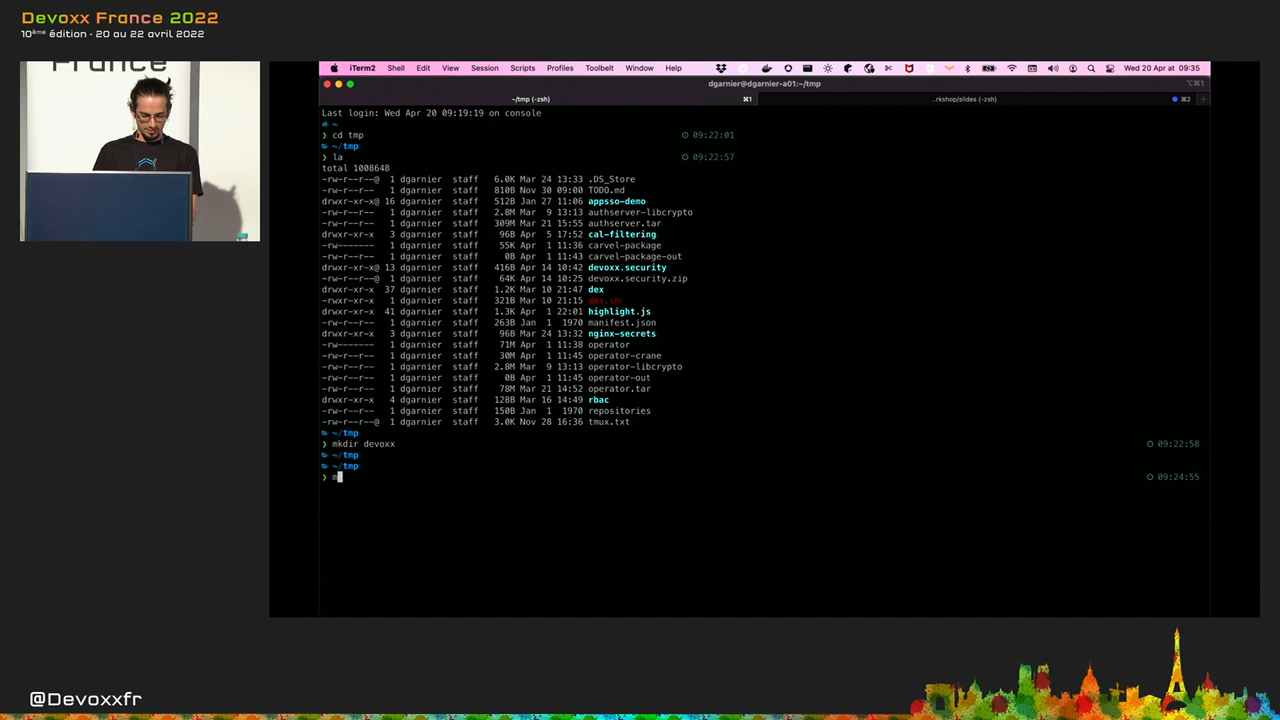 Devoxx France 2022
10ème édition - 20 au 22 avril 2022
France
iTerm2 Shell Edit View Session Scripts Profiles Toolbelt Window Help Wed 20 Apr at 09:35
dgarnier@dgarnier-a01:~/tmp ⌥⌘1
~/tmp (-zsh) ⌘1 ..rkshop/slides (-zsh) ⌘2
Last login: Wed Apr 20 09:19:19 on console
~
❯ cd tmp 09:22:01
~/tmp
❯ la 09:22:57
total 1008648
-rw-r--r--@ 1 dgarnier staff 6.0K Mar 24 13:33 .DS_Store
-rw-r--r-- 1 dgarnier staff 810B Nov 30 09:00 TODO.md
drwxr-xr-x@ 16 dgarnier staff 512B Jan 27 11:06 appsso-demo
-rw-r--r-- 1 dgarnier staff 2.8M Mar 9 13:13 authserver-libcrypto
-rw-r--r-- 1 dgarnier staff 309M Mar 21 15:55 authserver.tar
drwxr-xr-x 3 dgarnier staff 96B Apr 5 17:52 cal-filtering
-rw------- 1 dgarnier staff 55K Apr 1 11:36 carvel-package
-rw-r--r-- 1 dgarnier staff 0B Apr 1 11:43 carvel-package-out
drwxr-xr-x@ 13 dgarnier staff 416B Apr 14 10:42 devoxx.security
-rw-r--r--@ 1 dgarnier staff 64K Apr 14 10:25 devoxx.security.zip
drwxr-xr-x 37 dgarnier staff 1.2K Mar 10 21:47 dex
-rwxr-xr-x 1 dgarnier staff 321B Mar 10 21:15 dex.sh
drwxr-xr-x 41 dgarnier staff 1.3K Apr 1 22:01 highlight.js
-rw-r--r-- 1 dgarnier staff 263B Jan 1 1970 manifest.json
drwxr-xr-x 3 dgarnier staff 96B Mar 24 13:32 nginx-secrets
-rw------- 1 dgarnier staff 71M Apr 1 11:38 operator
-rw-r--r-- 1 dgarnier staff 30M Apr 1 11:45 operator-crane
-rw-r--r-- 1 dgarnier staff 2.8M Mar 9 13:13 operator-libcrypto
-rw-r--r-- 1 dgarnier staff 0B Apr 1 11:45 operator-out
-rw-r--r-- 1 dgarnier staff 78M Mar 21 14:52 operator.tar
drwxr-xr-x 4 dgarnier staff 128B Mar 16 14:49 rbac
-rw-r--r-- 1 dgarnier staff 150B Jan 1 1970 repositories
-rw-r--r--@ 1 dgarnier staff 3.0K Nov 28 16:36 tmux.txt
~/tmp
❯ mkdir devoxx 09:22:58
~/tmp
~/tmp
❯ m 09:24:55
@Devoxxfr